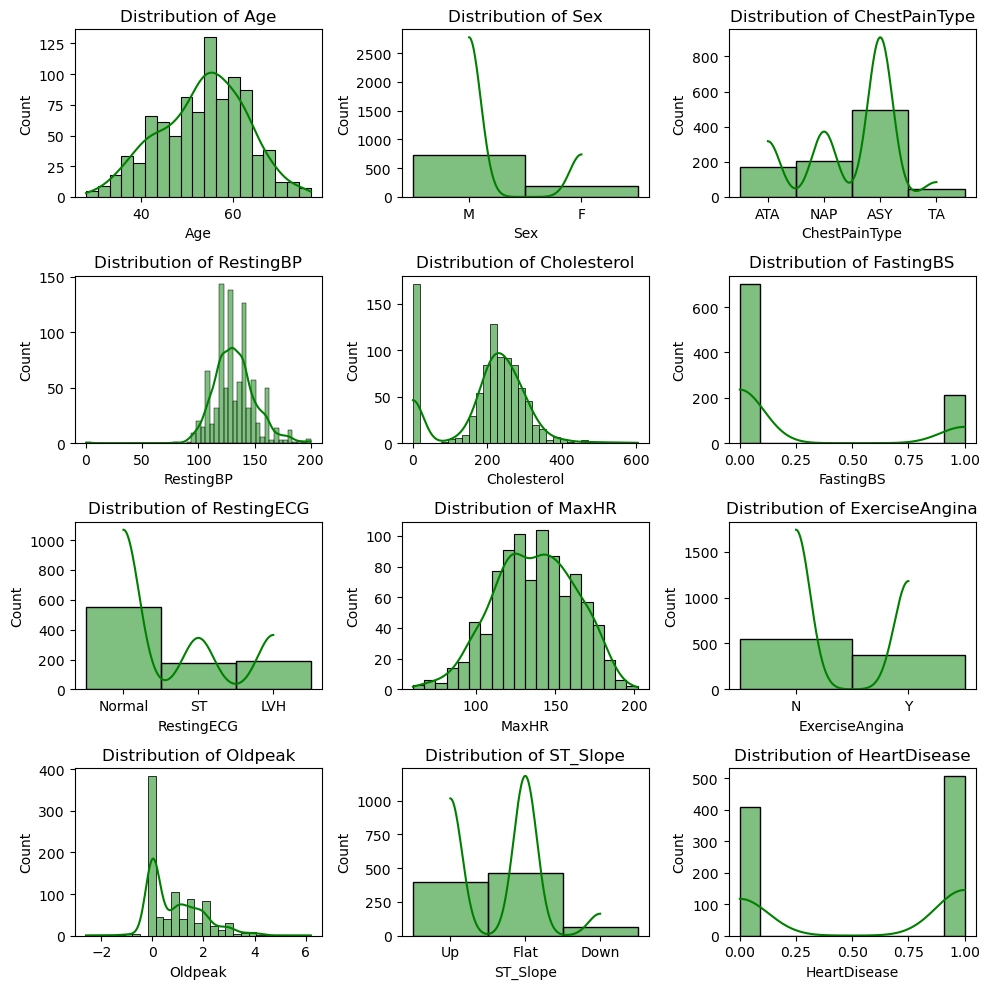 Distribution of Age
125
100
75
50
25
0
Count
40 60
Age
Distribution of Sex
2500
2000
1500
1000
500
0
Count
M F
Sex
Distribution of ChestPainType
800
600
400
200
0
Count
ATA NAP ASY TA
ChestPainType
Distribution of RestingBP
150
100
50
0
Count
0 50 100 150 200
RestingBP
Distribution of Cholesterol
150
100
50
0
Count
0 200 400 600
Cholesterol
Distribution of FastingBS
600
400
200
0
Count
0.00 0.25 0.50 0.75 1.00
FastingBS
Distribution of RestingECG
1000
800
600
400
200
0
Count
Normal ST LVH
RestingECG
Distribution of MaxHR
100
80
60
40
20
0
Count
100 150 200
MaxHR
Distribution of ExerciseAngina
1500
1000
500
0
Count
N Y
ExerciseAngina
Distribution of Oldpeak
400
300
200
100
0
Count
−2 0 2 4 6
Oldpeak
Distribution of ST_Slope
1000
750
500
250
0
Count
Up Flat Down
ST_Slope
Distribution of HeartDisease
500
400
300
200
100
0
Count
0.00 0.25 0.50 0.75 1.00
HeartDisease